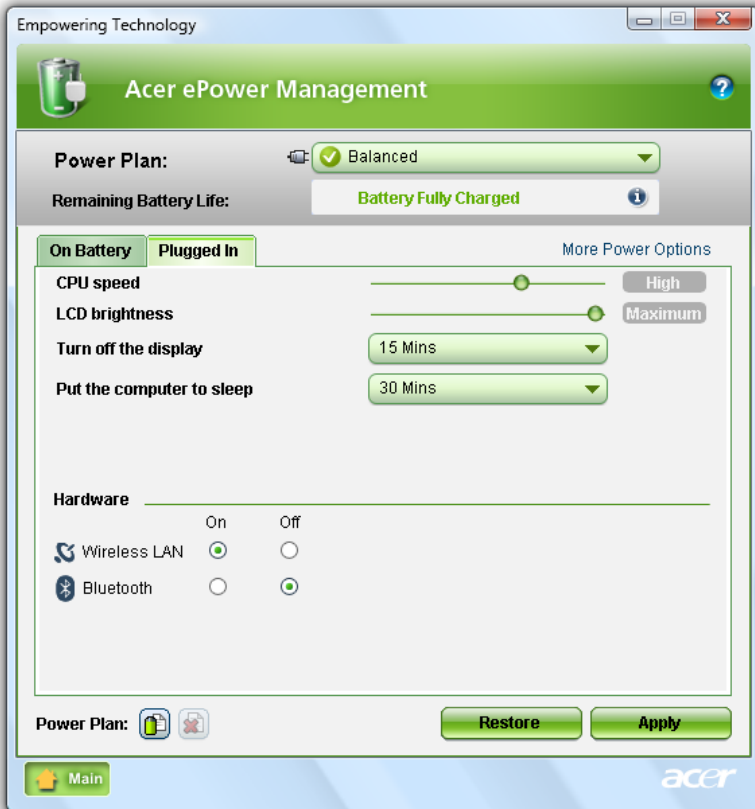 Empowering Technology
Acer ePower Management
?
Power Plan: Balanced
Remaining Battery Life: Battery Fully Charged i
On Battery Plugged In More Power Options
CPU speed High
LCD brightness Maximum
Turn off the display 15 Mins
Put the computer to sleep 30 Mins
Hardware
On Off
Wireless LAN
Bluetooth
Power Plan: Restore Apply
Main acer